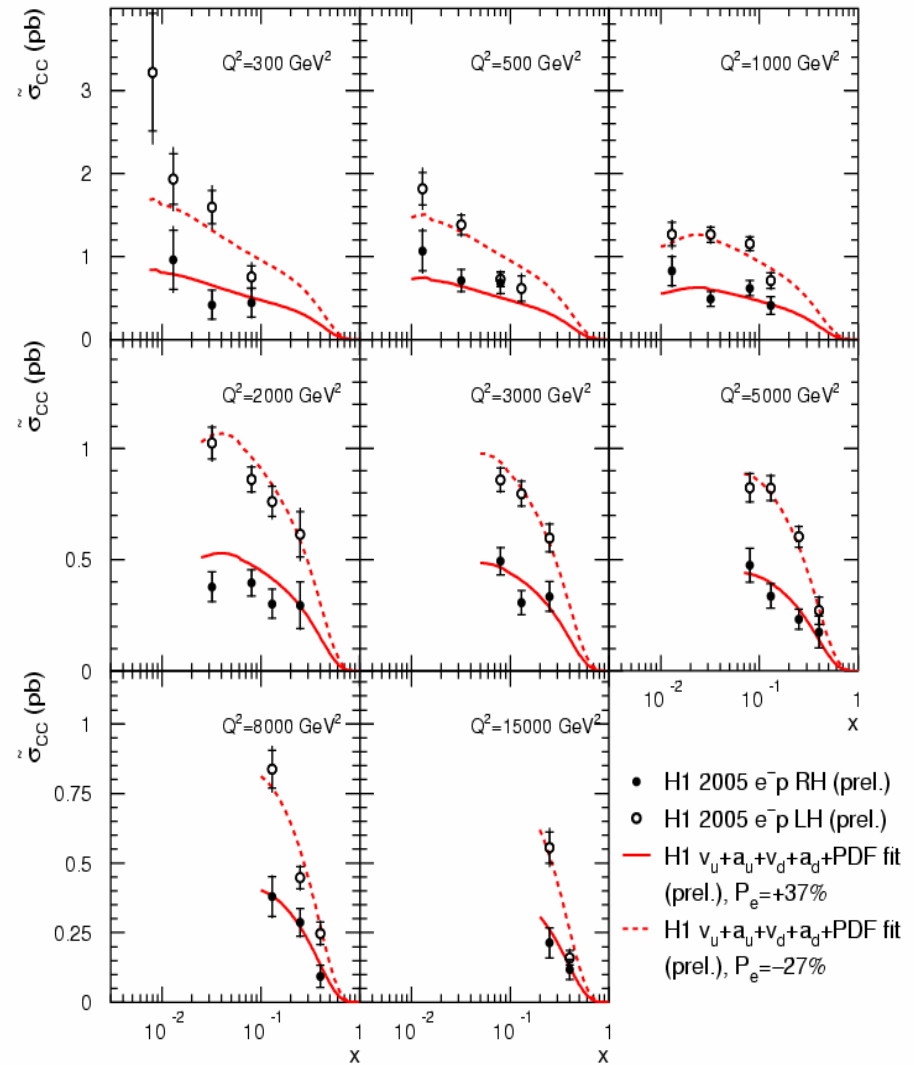 σ̃CC (pb)
Q²=300 GeV²
Q²=500 GeV²
Q²=1000 GeV²
3
2
1
0
σ̃CC (pb)
Q²=2000 GeV²
Q²=3000 GeV²
Q²=5000 GeV²
1
0.5
0
10⁻² 10⁻¹ 1
x
σ̃CC (pb)
Q²=8000 GeV²
Q²=15000 GeV²
1
0.75
0.5
0.25
0
10⁻² 10⁻¹ 1
x
10⁻² 10⁻¹ 1
x
H1 2005 e⁻p RH (prel.)
H1 2005 e⁻p LH (prel.)
H1 vᵤ+aᵤ+v_d+a_d+PDF fit
(prel.), Pₑ=+37%
H1 vᵤ+aᵤ+v_d+a_d+PDF fit
(prel.), Pₑ=−27%